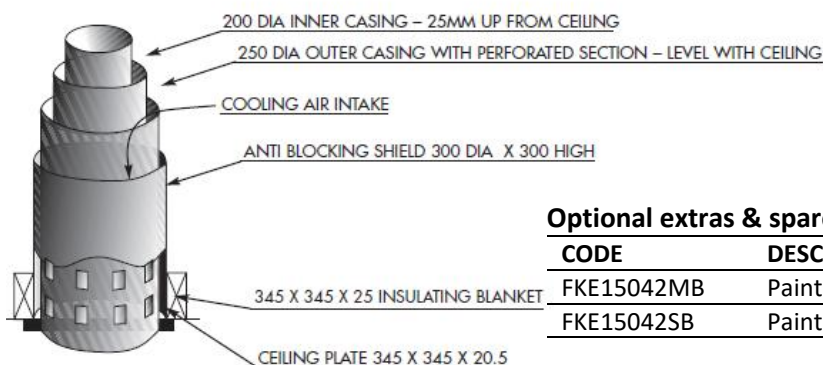 200 DIA INNER CASING – 25MM UP FROM CEILING
250 DIA OUTER CASING WITH PERFORATED SECTION – LEVEL WITH CEILING
COOLING AIR INTAKE
ANTI BLOCKING SHIELD 300 DIA X 300 HIGH
Optional extras & spare
CODE DESC
FKE15042MB Paint
FKE15042SB Paint
345 X 345 X 25 INSULATING BLANKET
CEILING PLATE 345 X 345 X 20.5